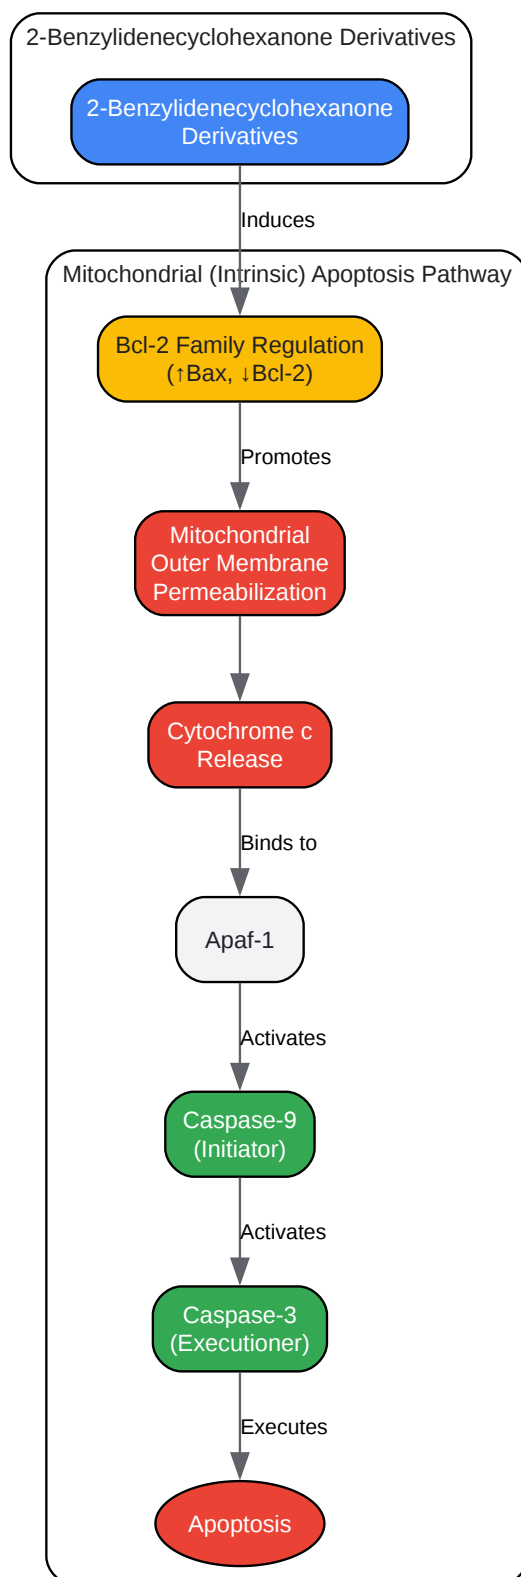 2-Benzylidenecyclohexanone Derivatives
2-Benzylidenecyclohexanone
Derivatives
Induces
Mitochondrial (Intrinsic) Apoptosis Pathway
Bcl-2 Family Regulation
(↑Bax, ↓Bcl-2)
Promotes
Mitochondrial
Outer Membrane
Permeabilization
Cytochrome c
Release
Binds to
Apaf-1
Activates
Caspase-9
(Initiator)
Activates
Caspase-3
(Executioner)
Executes
Apoptosis